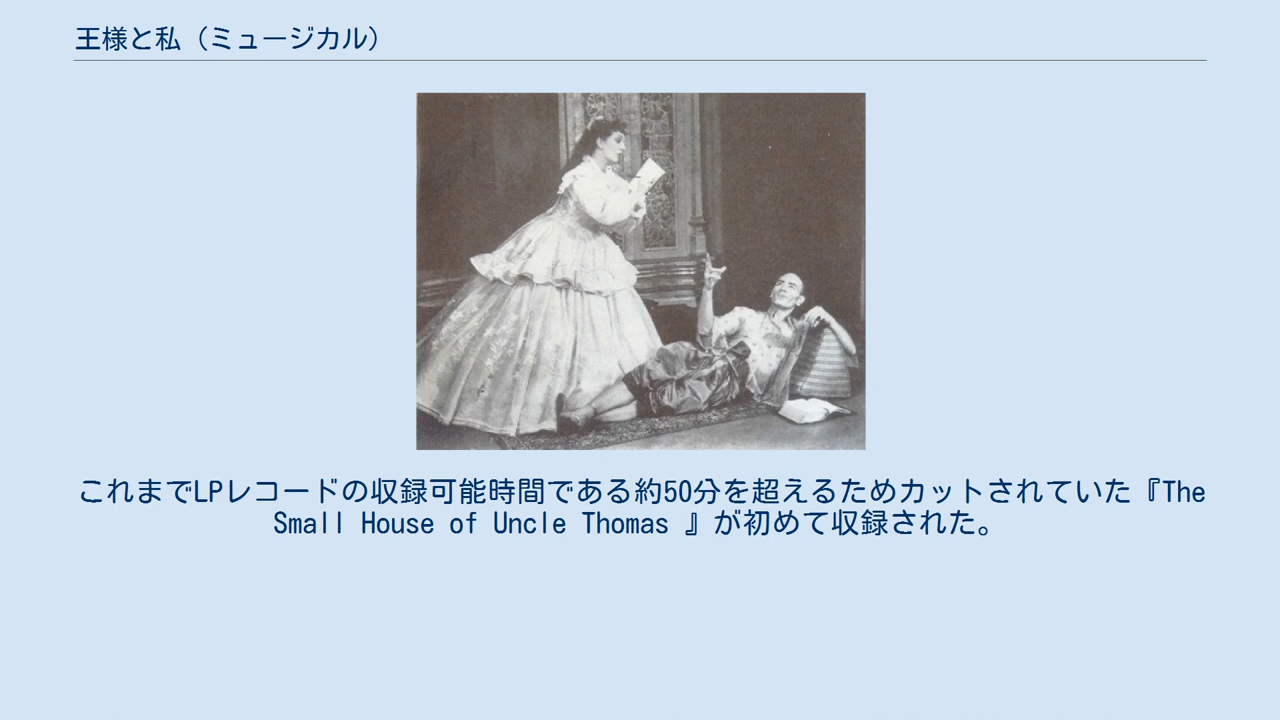 王様と私（ミュージカル）
これまでLPレコードの収録可能時間である約50分を超えるためカットされていた『The
Small House of Uncle Thomas 』が初めて収録された。